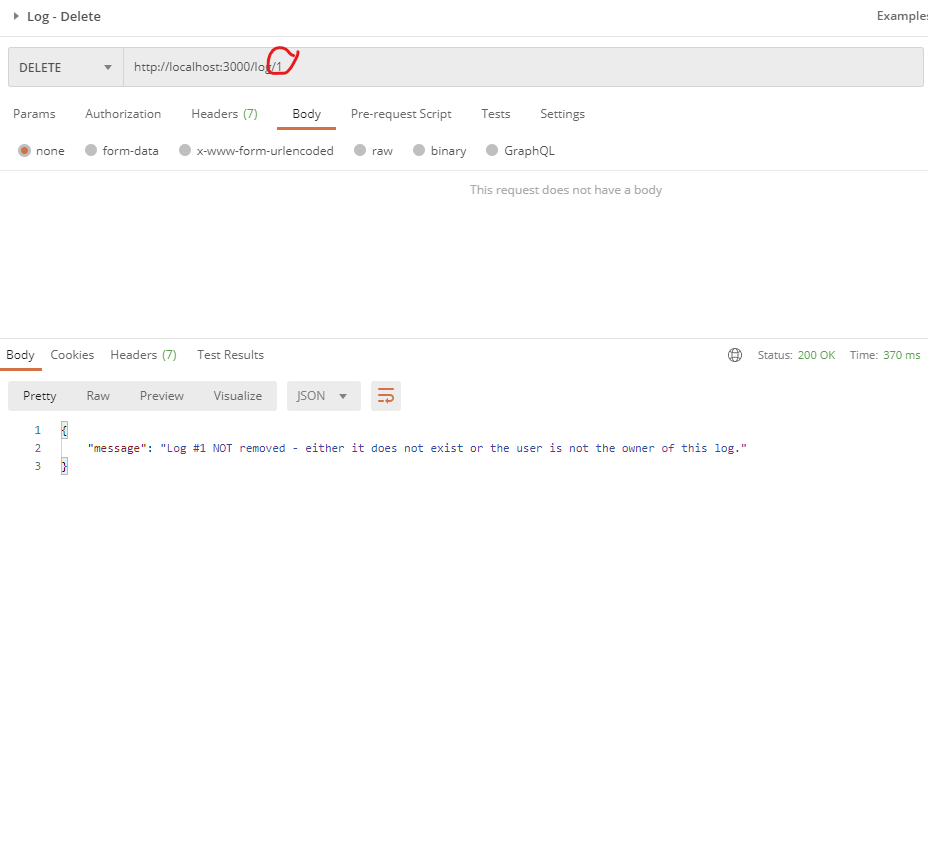 Log - Delete Examples
DELETE http://localhost:3000/log/1
Params Authorization Headers (7) Body Pre-request Script Tests Settings
none form-data x-www-form-urlencoded raw binary GraphQL
This request does not have a body
Body Cookies Headers (7) Test Results Status: 200 OK Time: 370 ms
Pretty Raw Preview Visualize JSON
1 {
2 "message": "Log #1 NOT removed - either it does not exist or the user is not the owner of this log."
3 }